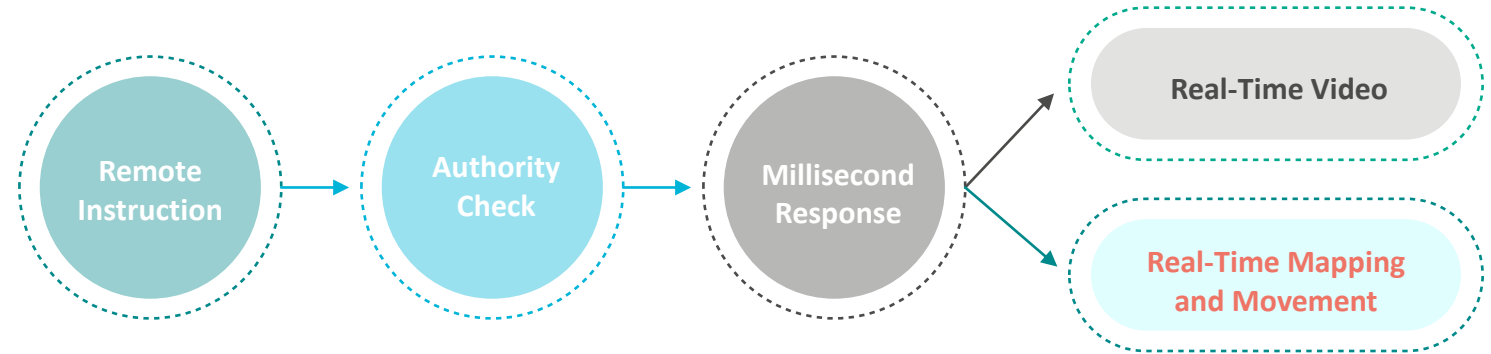 Remote
Instruction
Authority
Check
Millisecond
Response
Real-Time Video
Real-Time Mapping
and Movement